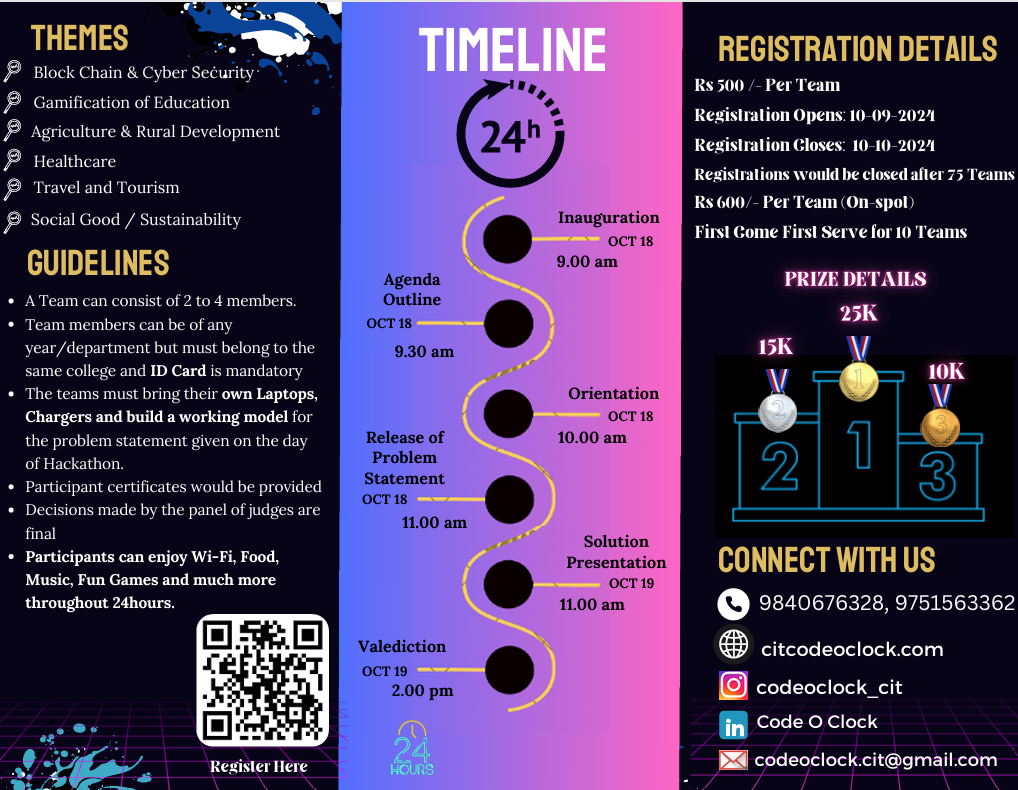 THEMES
Block Chain & Cyber Security
Gamification of Education
Agriculture & Rural Development
Healthcare
Travel and Tourism
Social Good / Sustainability
GUIDELINES
A Team can consist of 2 to 4 members.
Team members can be of any
year/department but must belong to the
same college and ID Card is mandatory
The teams must bring their own Laptops,
Chargers and build a working model for
the problem statement given on the day
of Hackathon.
Participant certificates would be provided
Decisions made by the panel of judges are
final
Participants can enjoy Wi-Fi, Food,
Music, Fun Games and much more
throughout 24hours.
Register Here
TIMELINE
24h
Inauguration
OCT 18
9.00 am
Agenda
Outline
OCT 18
9.30 am
Orientation
OCT 18
10.00 am
Release of
Problem
Statement
OCT 18
11.00 am
Solution
Presentation
OCT 19
11.00 am
Valediction
OCT 19
2.00 pm
24
HOURS
REGISTRATION DETAILS
Rs 500 /- Per Team
Registration Opens: 10-09-2024
Registration Closes: 10-10-2024
Registrations would be closed after 75 Teams
Rs 600/- Per Team (On-spot)
First Come First Serve for 10 Teams
PRIZE DETAILS
25K
15K
10K
1
2
3
1
2
3
CONNECT WITH US
9840676328, 9751563362
citcodeoclock.com
codeoclock_cit
in Code O Clock
codeoclock.cit@gmail.com